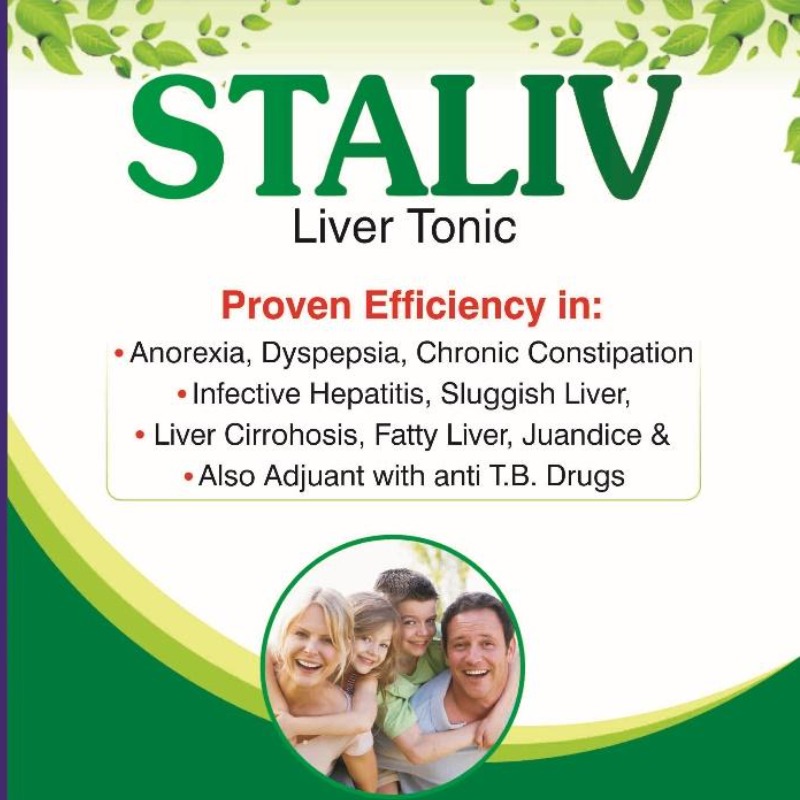 STALIV
Liver Tonic
Proven Efficiency in:
• Anorexia, Dyspepsia, Chronic Constipation
• Infective Hepatitis, Sluggish Liver,
• Liver Cirrohosis, Fatty Liver, Juandice &
• Also Adjuant with anti T.B. Drugs